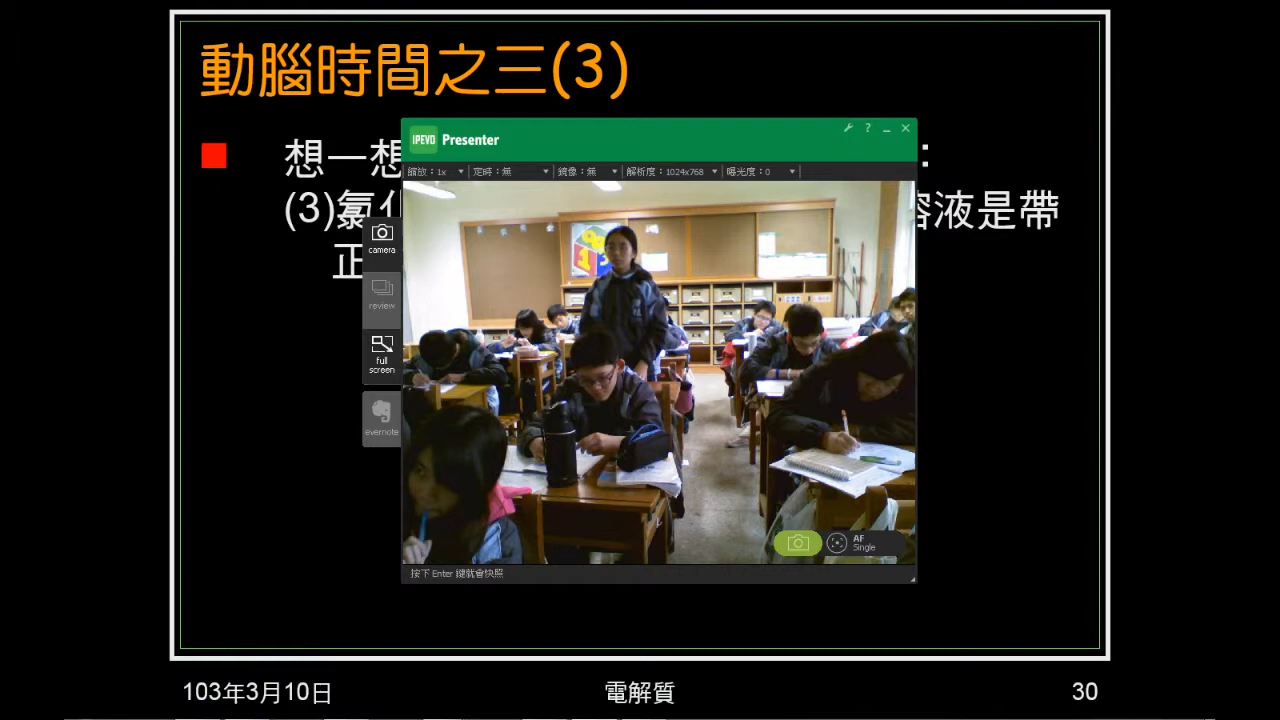 動腦時間之三(3)
想一想
:
(3)氯化
溶液是帶
正
IPEVO Presenter
?
縮放：1x
定時：無
鏡像：無
解析度：1024x768
曝光度：0
camera
review
full
screen
evernote
AF
Single
按下 Enter 鍵就會快照
103年3月10日
電解質
30